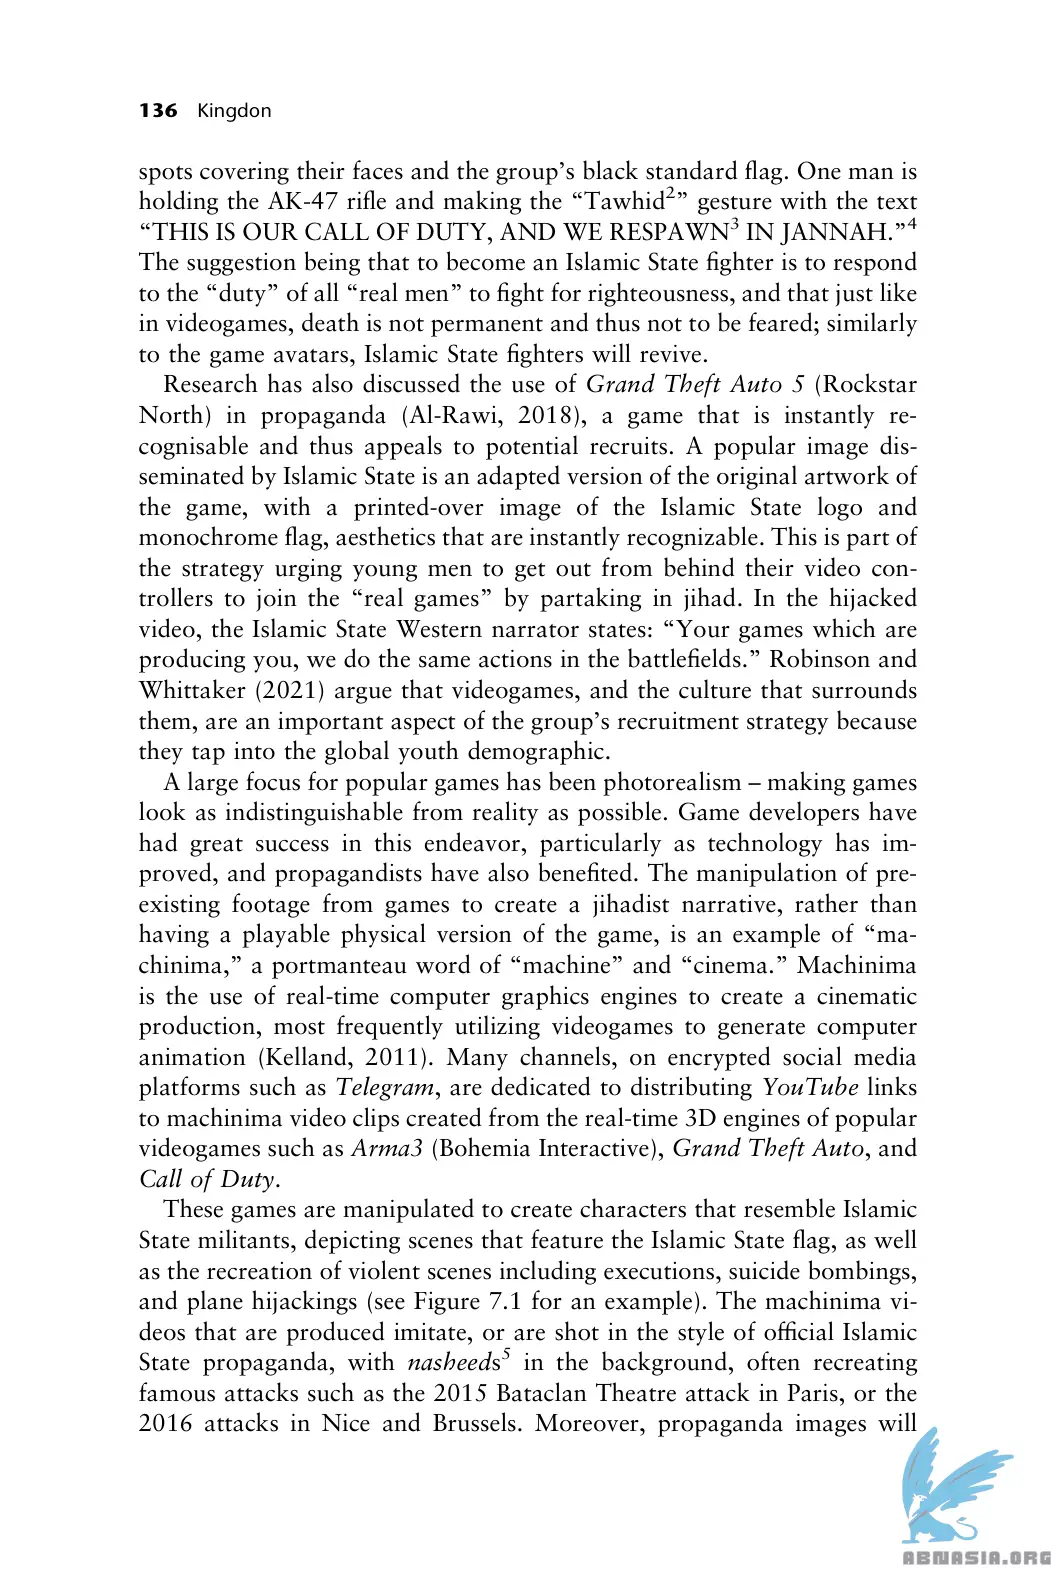 136 Kingdon
spots covering their faces and the group’s black standard flag. One man is
holding the AK-47 rifle and making the “Tawhid2” gesture with the text
“THIS IS OUR CALL OF DUTY, AND WE RESPAWN3 IN JANNAH.”4
The suggestion being that to become an Islamic State fighter is to respond
to the “duty” of all “real men” to fight for righteousness, and that just like
in videogames, death is not permanent and thus not to be feared; similarly
to the game avatars, Islamic State fighters will revive.
Research has also discussed the use of Grand Theft Auto 5 (Rockstar
North) in propaganda (Al-Rawi, 2018), a game that is instantly re-
cognisable and thus appeals to potential recruits. A popular image dis-
seminated by Islamic State is an adapted version of the original artwork of
the game, with a printed-over image of the Islamic State logo and
monochrome flag, aesthetics that are instantly recognizable. This is part of
the strategy urging young men to get out from behind their video con-
trollers to join the “real games” by partaking in jihad. In the hijacked
video, the Islamic State Western narrator states: “Your games which are
producing you, we do the same actions in the battlefields.” Robinson and
Whittaker (2021) argue that videogames, and the culture that surrounds
them, are an important aspect of the group’s recruitment strategy because
they tap into the global youth demographic.
A large focus for popular games has been photorealism – making games
look as indistinguishable from reality as possible. Game developers have
had great success in this endeavor, particularly as technology has im-
proved, and propagandists have also benefited. The manipulation of pre-
existing footage from games to create a jihadist narrative, rather than
having a playable physical version of the game, is an example of “ma-
chinima,” a portmanteau word of “machine” and “cinema.” Machinima
is the use of real-time computer graphics engines to create a cinematic
production, most frequently utilizing videogames to generate computer
animation (Kelland, 2011). Many channels, on encrypted social media
platforms such as Telegram, are dedicated to distributing YouTube links
to machinima video clips created from the real-time 3D engines of popular
videogames such as Arma3 (Bohemia Interactive), Grand Theft Auto, and
Call of Duty.
These games are manipulated to create characters that resemble Islamic
State militants, depicting scenes that feature the Islamic State flag, as well
as the recreation of violent scenes including executions, suicide bombings,
and plane hijackings (see Figure 7.1 for an example). The machinima vi-
deos that are produced imitate, or are shot in the style of official Islamic
State propaganda, with nasheeds5 in the background, often recreating
famous attacks such as the 2015 Bataclan Theatre attack in Paris, or the
2016 attacks in Nice and Brussels. Moreover, propaganda images will
ABNASIA.ORG